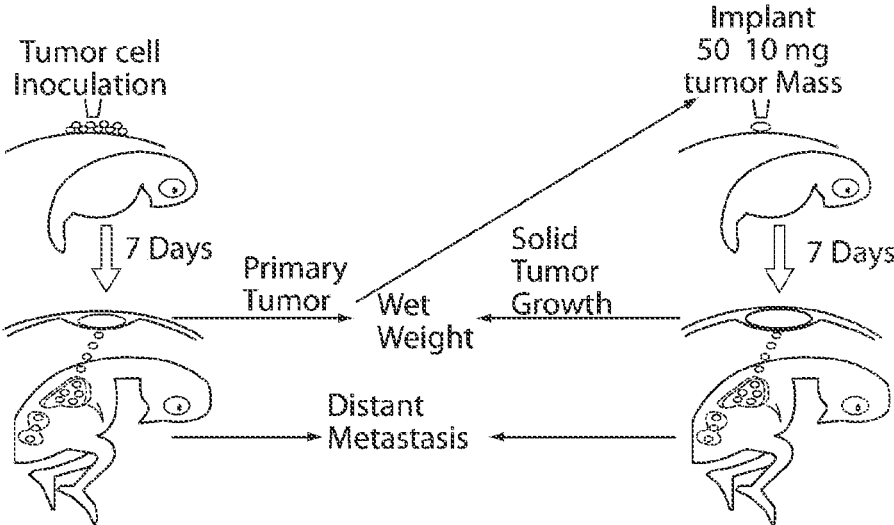 Tumor cell
Inoculation
Implant
50 10 mg
tumor Mass
7 Days
7 Days
Primary
Tumor
Solid
Tumor
Growth
Wet
Weight
Distant
Metastasis